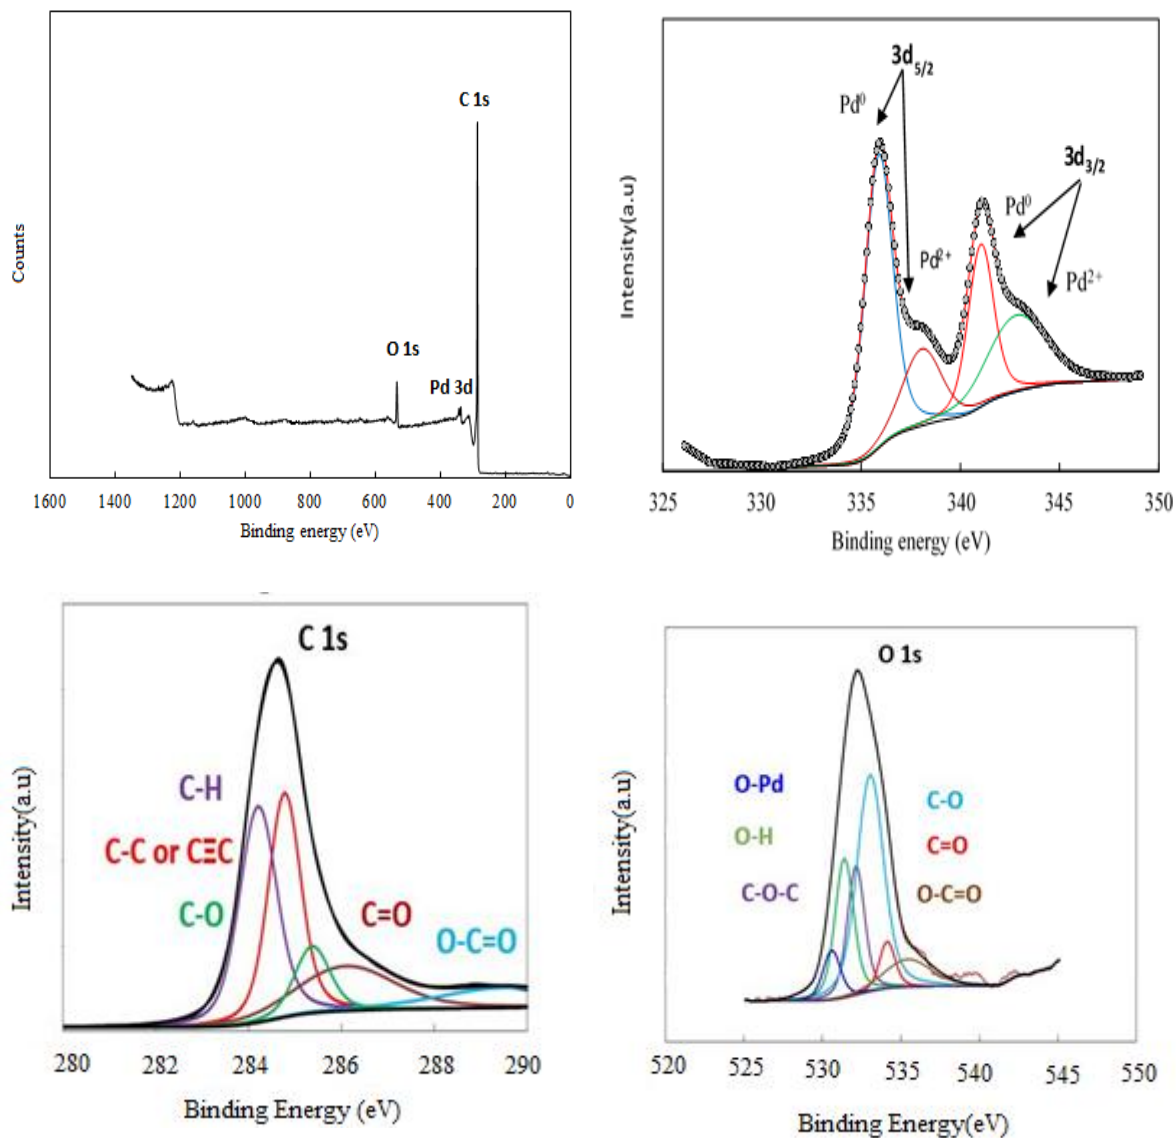 C 1s
O 1s
Pd 3d
Counts
1600 1400 1200 1000 800 600 400 200 0
Binding energy (eV)
3d5/2
Pd⁰
3d3/2
Pd⁰
Pd²⁺
Pd²⁺
Intensity(a.u)
325 330 335 340 345 350
Binding energy (eV)
C 1s
C-H
C-C or C≡C
C-O
C=O
O-C=O
Intensity(a.u)
280 282 284 286 288 290
Binding Energy (eV)
O 1s
O-Pd
O-H
C-O-C
C-O
C=O
O-C=O
Intensity(a.u)
520 525 530 535 540 545 550
Binding Energy(eV)